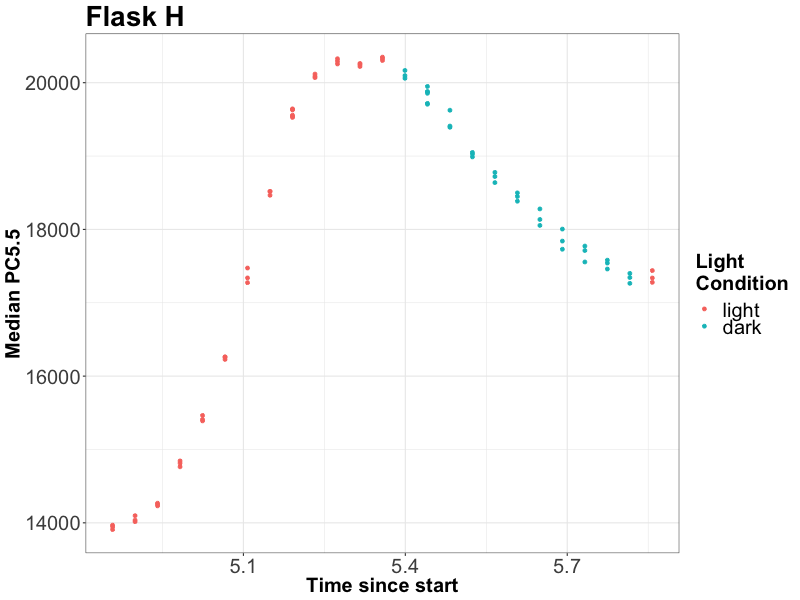 Flask H
20000
18000
16000
14000
Median PC5.5
5.1
5.4
5.7
Time since start
Light
Condition
light
dark